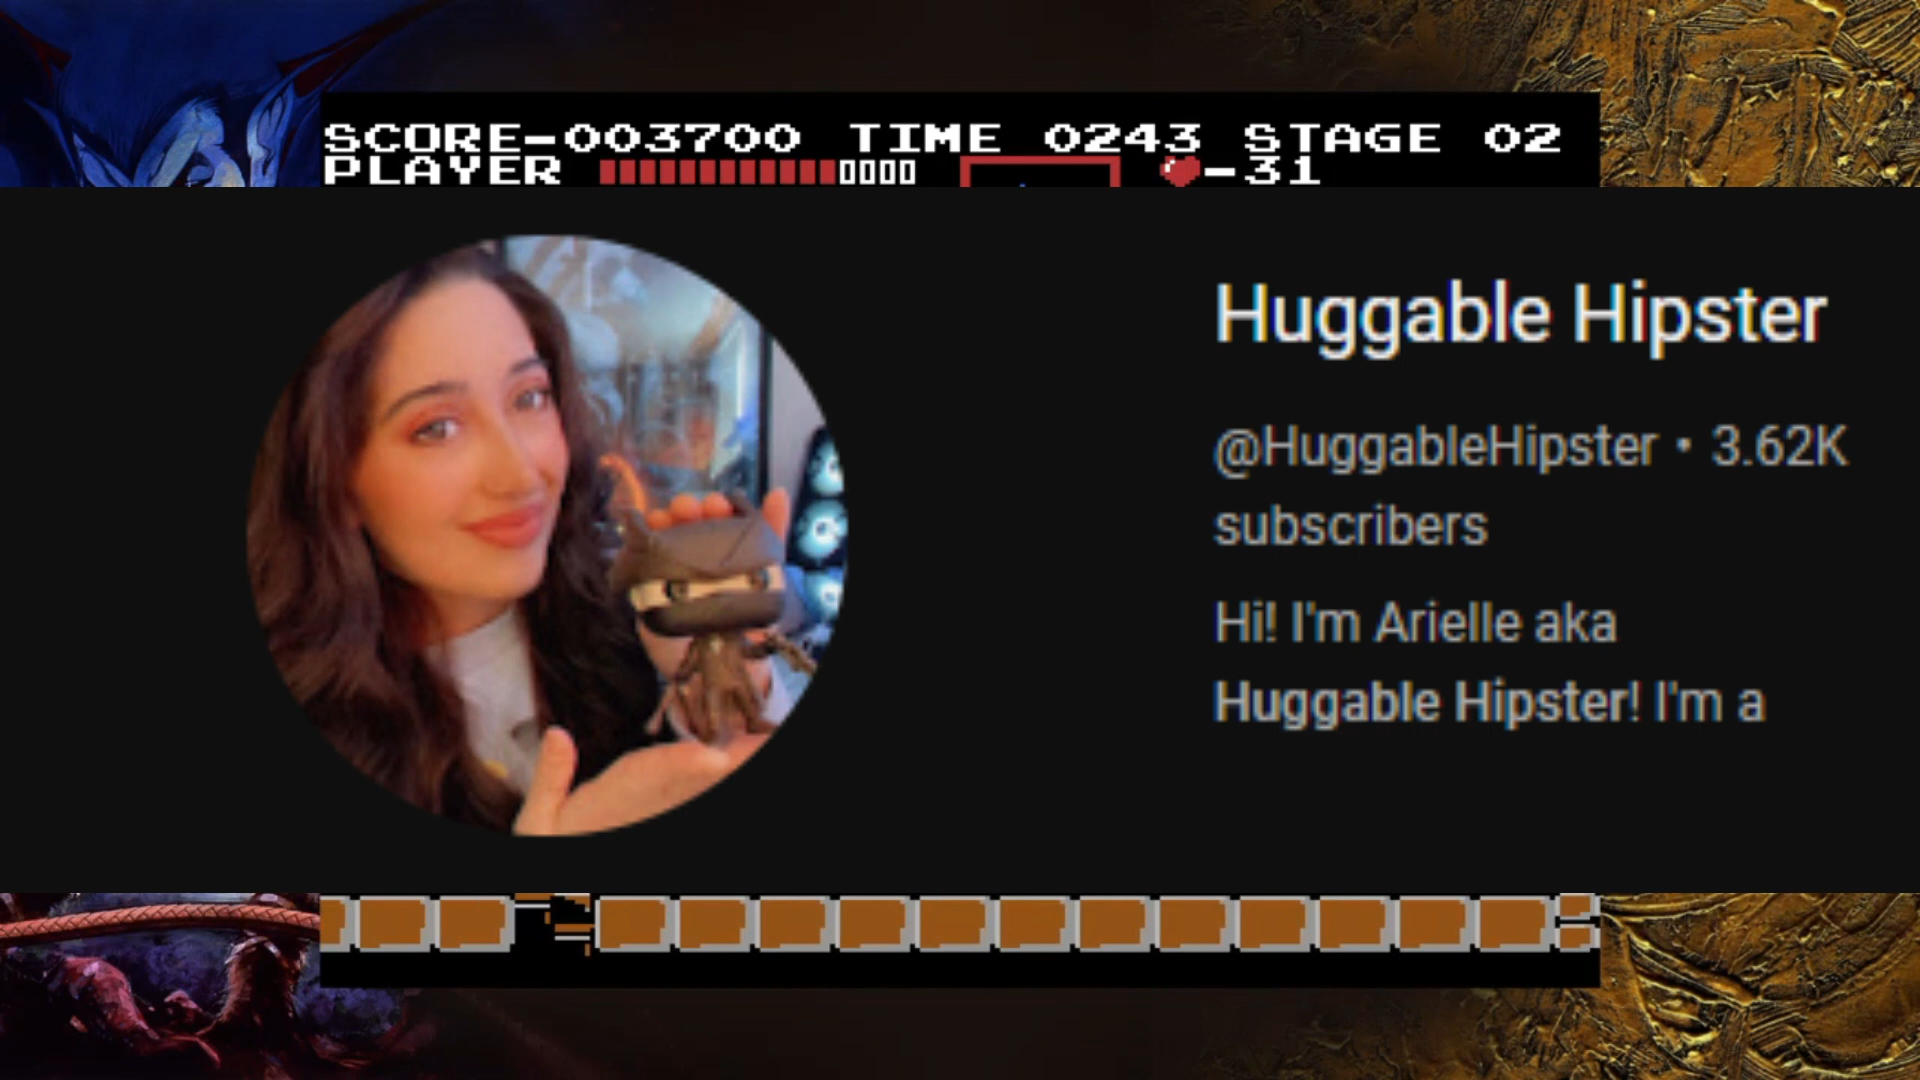 SCORE-003700 TIME 0243 STAGE 02
PLAYER -31
Huggable Hipster
@HuggableHipster • 3.62K
subscribers
Hi! I'm Arielle aka
Huggable Hipster! I'm a